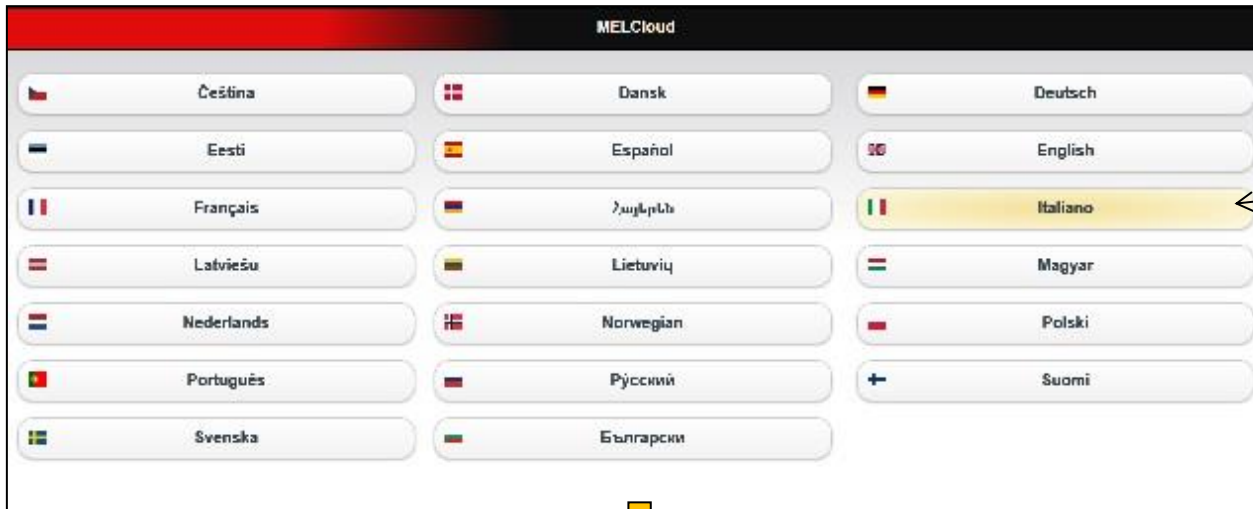 MELCloud
Čeština Dansk Deutsch
Eesti Español English
Français Հայերեն Italiano
Latviešu Lietuvių Magyar
Nederlands Norwegian Polski
Português Рýсский Suomi
Svenska Български